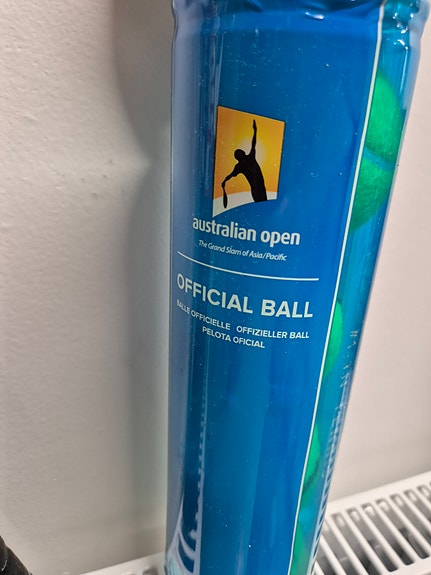 australian open
The Grand Slam of Asia/Pacific
OFFICIAL BALL
BALLE OFFICIELLE OFFIZIELLER BALL
PELOTA OFICIAL